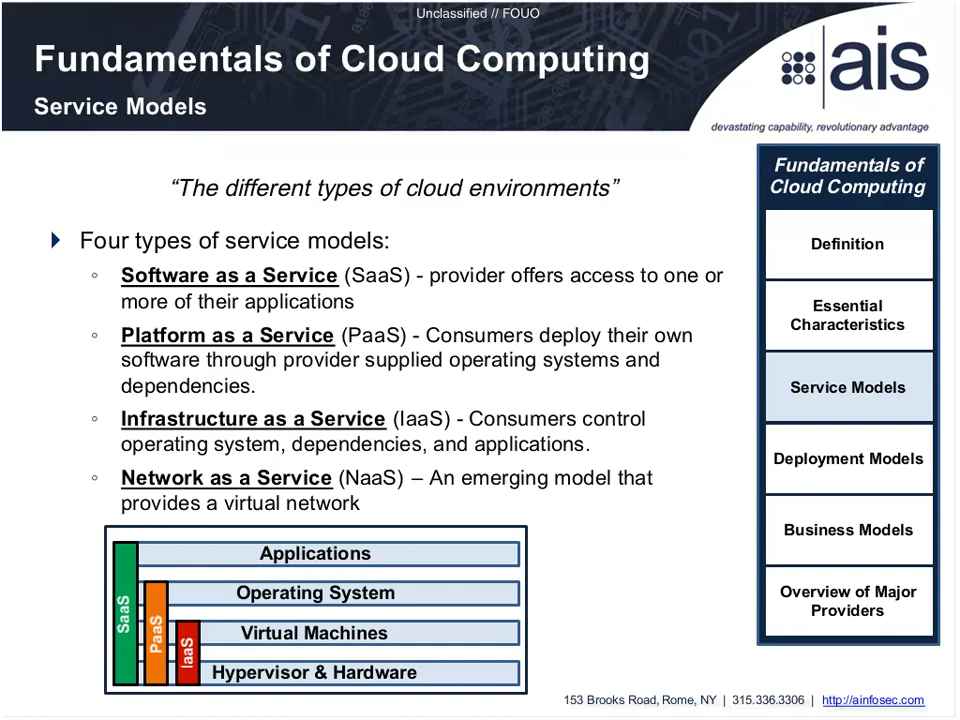 Unclassified // FOUO
Fundamentals of Cloud Computing
Service Models
ais
devastating capability, revolutionary advantage
“The different types of cloud environments”
Four types of service models:
Software as a Service (SaaS) - provider offers access to one or
more of their applications
Platform as a Service (PaaS) - Consumers deploy their own
software through provider supplied operating systems and
dependencies.
Infrastructure as a Service (IaaS) - Consumers control
operating system, dependencies, and applications.
Network as a Service (NaaS) – An emerging model that
provides a virtual network
Applications
Operating System
Virtual Machines
Hypervisor & Hardware
SaaS
PaaS
IaaS
Fundamentals of
Cloud Computing
Definition
Essential
Characteristics
Service Models
Deployment Models
Business Models
Overview of Major
Providers
153 Brooks Road, Rome, NY | 315.336.3306 | http://ainfosec.com